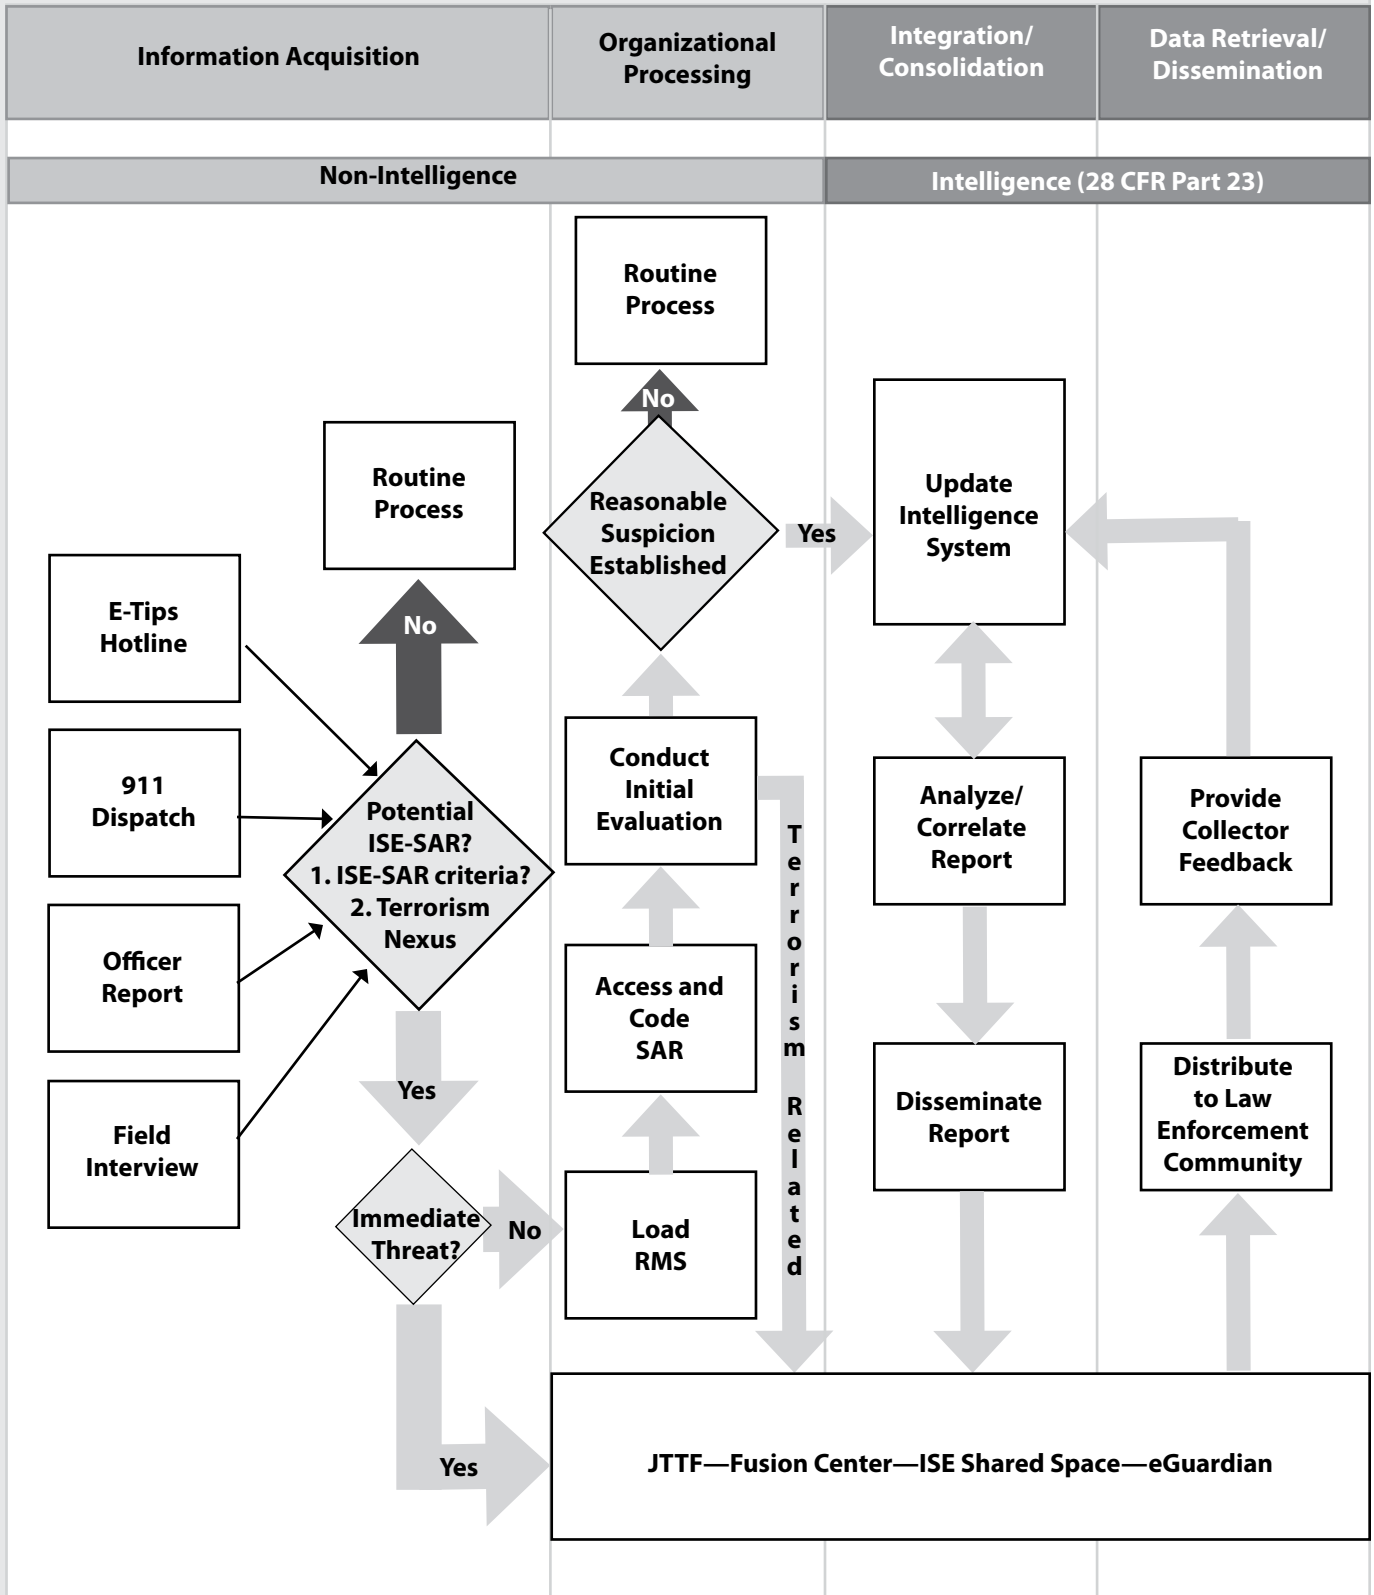 Information Acquisition
Organizational
Processing
Integration/
Consolidation
Data Retrieval/
Dissemination
Non-Intelligence
Intelligence (28 CFR Part 23)
Routine
Process
No
Reasonable
Suspicion
Established
Yes
Update
Intelligence
System
Routine
Process
No
E-Tips
Hotline
911
Dispatch
Officer
Report
Field
Interview
Potential
ISE-SAR?
1. ISE-SAR criteria?
2. Terrorism
Nexus
Yes
Immediate
Threat?
No
Yes
Conduct
Initial
Evaluation
Access and
Code
SAR
Load
RMS
Terrorism Related
Analyze/
Correlate
Report
Disseminate
Report
Provide
Collector
Feedback
Distribute
to Law
Enforcement
Community
JTTF—Fusion Center—ISE Shared Space—eGuardian